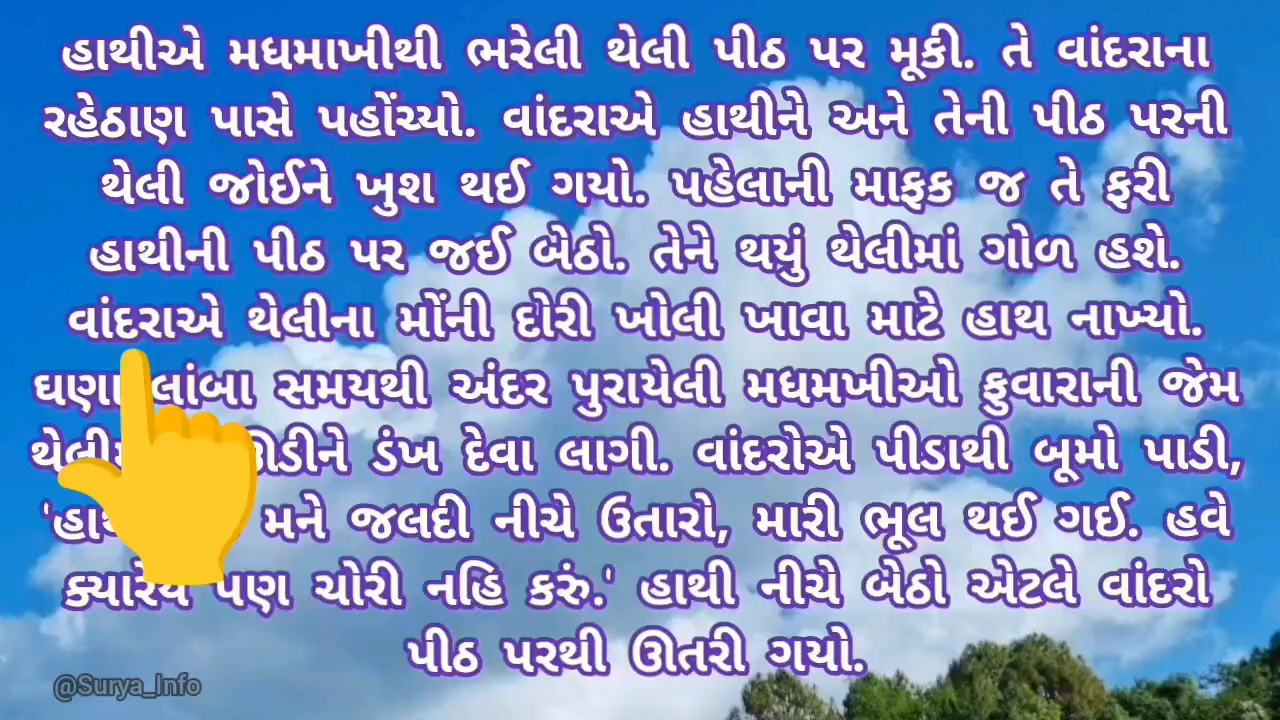 હાથીએ મધમાખીથી ભરેલી થેલી પીઠ પર મૂકી. તે વાંદરાના
રહેઠાણ પાસે પહોંચ્યો. વાંદરાએ હાથીને અને તેની પીઠ પરની
થેલી જોઈને ખુશ થઈ ગયો. પહેલાની માફક જ તે ફરી
હાથીની પીઠ પર જઈ બેઠો. તેને થયું થેલીમાં ગોળ હશે.
વાંદરાએ થેલીના મોંની દોરી ખોલી ખાવા માટે હાથ નાખ્યો.
ઘણા લાંબા સમયથી અંદર પુરાયેલી મધમખીઓ ફુવારાની જેમ
ડંખ દેવા લાગી. વાંદરોએ પીડાથી બૂમો પાડી,
મને જલદી નીચે ઉતારો, મારી ભૂલ થઈ ગઈ. હવે
ક્યારેય પણ ચોરી નહિ કરું.' હાથી નીચે બેઠો એટલે વાંદરો
પીઠ પરથી ઊતરી ગયો.
@Surya_Info